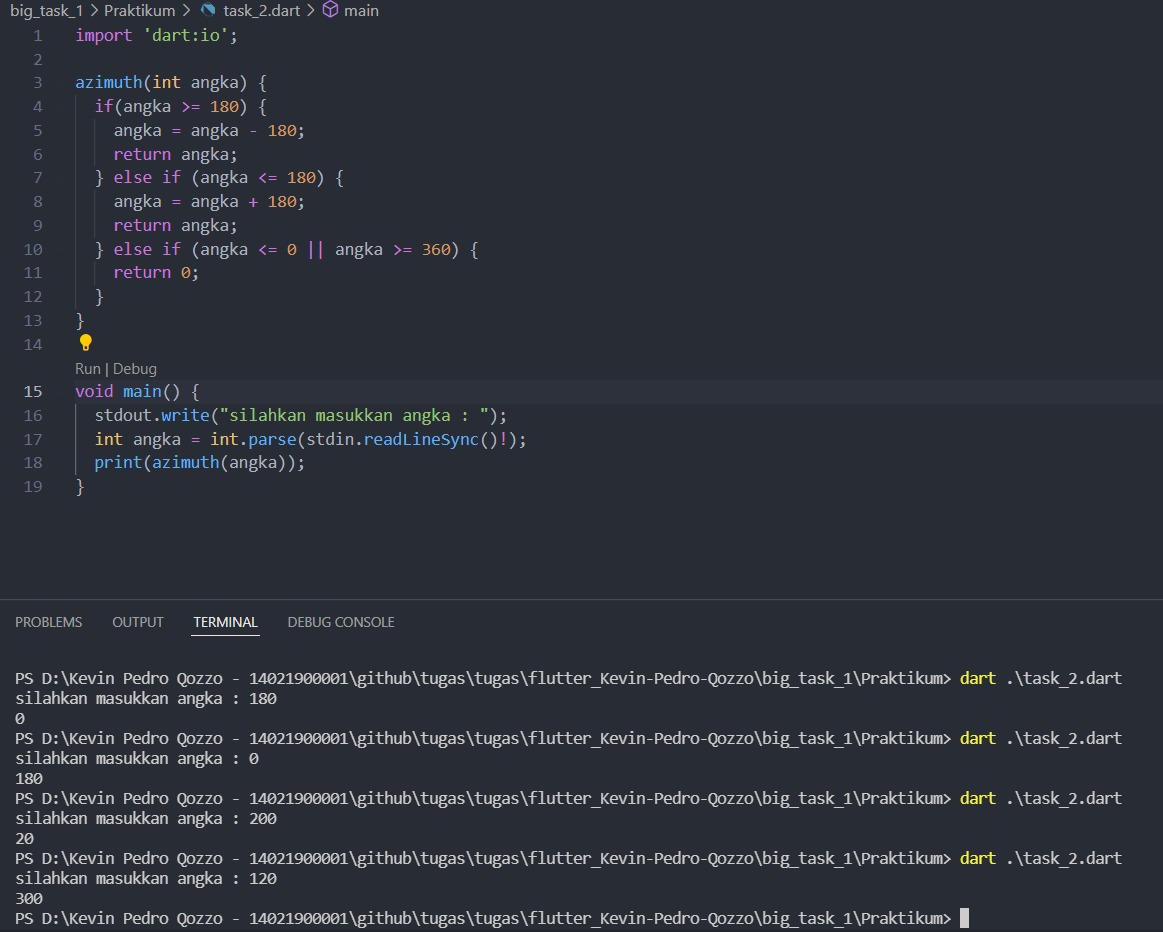 big_task_1 > Praktikum > task_2.dart > main
1 import 'dart:io';
2
3 azimuth(int angka) {
4   if(angka >= 180) {
5     angka = angka - 180;
6     return angka;
7   } else if (angka <= 180) {
8     angka = angka + 180;
9     return angka;
10   } else if (angka <= 0 || angka >= 360) {
11     return 0;
12   }
13 }
14
Run | Debug
15 void main() {
16   stdout.write("silahkan masukkan angka : ");
17   int angka = int.parse(stdin.readLineSync()!);
18   print(azimuth(angka));
19 }
PROBLEMS OUTPUT TERMINAL DEBUG CONSOLE
PS D:\Kevin Pedro Qozzo - 14021900001\github\tugas\tugas\flutter_Kevin-Pedro-Qozzo\big_task_1\Praktikum> dart .\task_2.dart
silahkan masukkan angka : 180
0
PS D:\Kevin Pedro Qozzo - 14021900001\github\tugas\tugas\flutter_Kevin-Pedro-Qozzo\big_task_1\Praktikum> dart .\task_2.dart
silahkan masukkan angka : 0
180
PS D:\Kevin Pedro Qozzo - 14021900001\github\tugas\tugas\flutter_Kevin-Pedro-Qozzo\big_task_1\Praktikum> dart .\task_2.dart
silahkan masukkan angka : 200
20
PS D:\Kevin Pedro Qozzo - 14021900001\github\tugas\tugas\flutter_Kevin-Pedro-Qozzo\big_task_1\Praktikum> dart .\task_2.dart
silahkan masukkan angka : 120
300
PS D:\Kevin Pedro Qozzo - 14021900001\github\tugas\tugas\flutter_Kevin-Pedro-Qozzo\big_task_1\Praktikum>